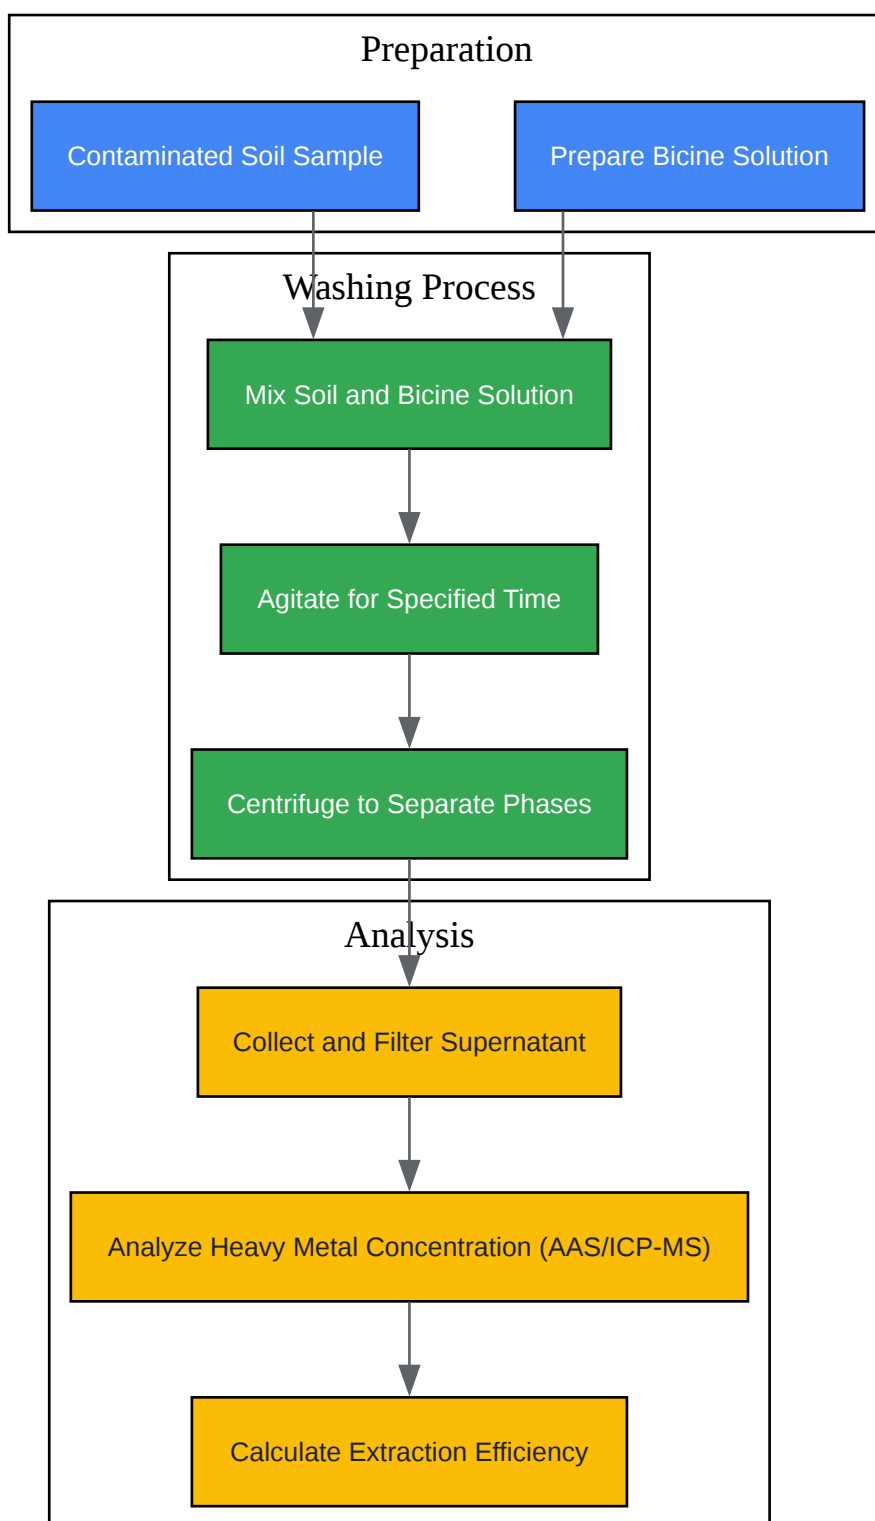 Preparation
Contaminated Soil Sample
Prepare Bicine Solution
Washing Process
Mix Soil and Bicine Solution
Agitate for Specified Time
Centrifuge to Separate Phases
Analysis
Collect and Filter Supernatant
Analyze Heavy Metal Concentration (AAS/ICP-MS)
Calculate Extraction Efficiency